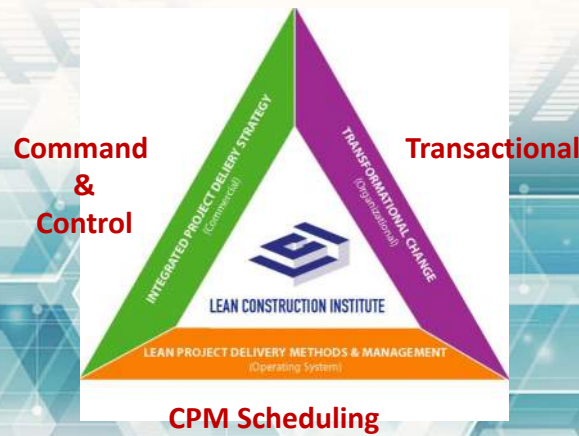 Command
&
Control
Transactional
INTEGRATED PROJECT DELIERY STRATEGY
(Commercial)
TRANSFORMATIONAL CHANGE
(Organizational)
LEAN CONSTRUCTION INSTITUTE
LEAN PROJECT DELIVERY METHODS & MANAGEMENT
(Operating System)
CPM Scheduling